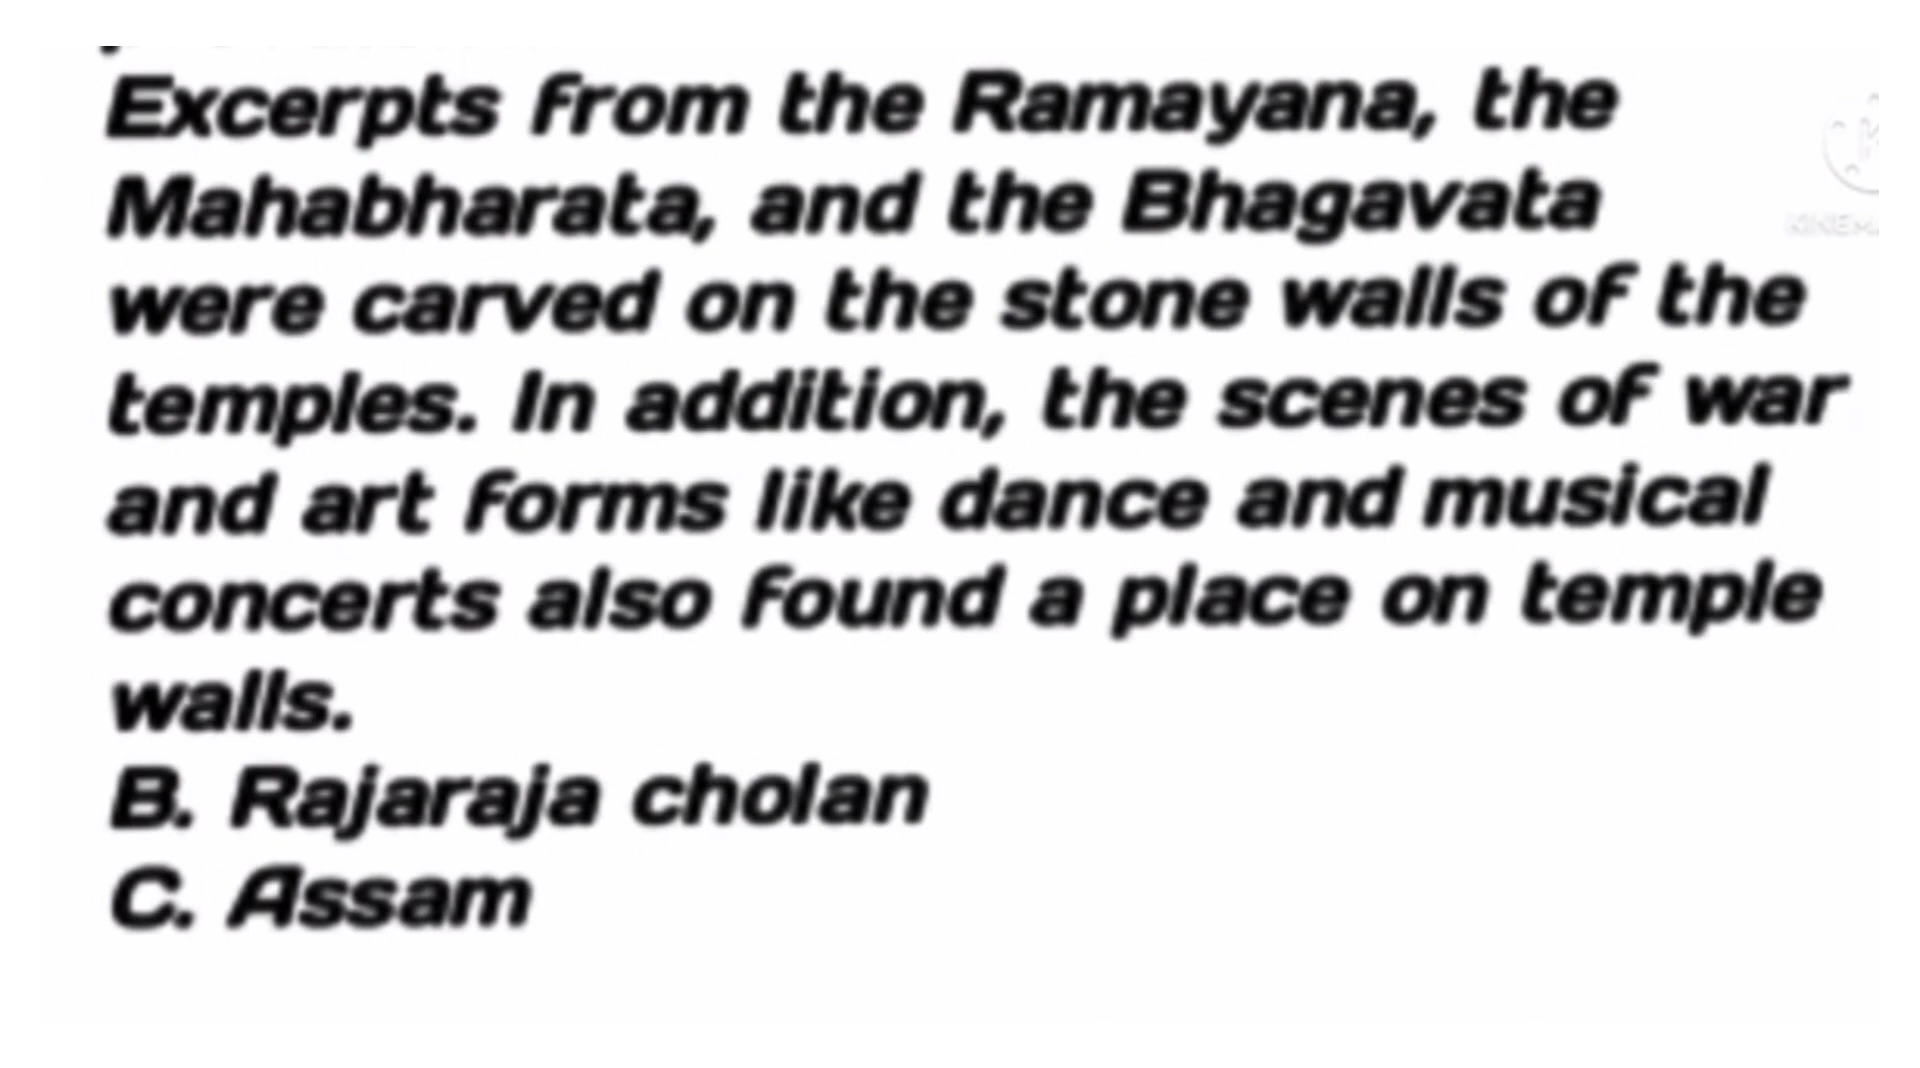 Excerpts from the Ramayana, the
Mahabharata, and the Bhagavata
were carved on the stone walls of the
temples. In addition, the scenes of war
and art forms like dance and musical
concerts also found a place on temple
walls.
B. Rajaraja cholan
C. Assam